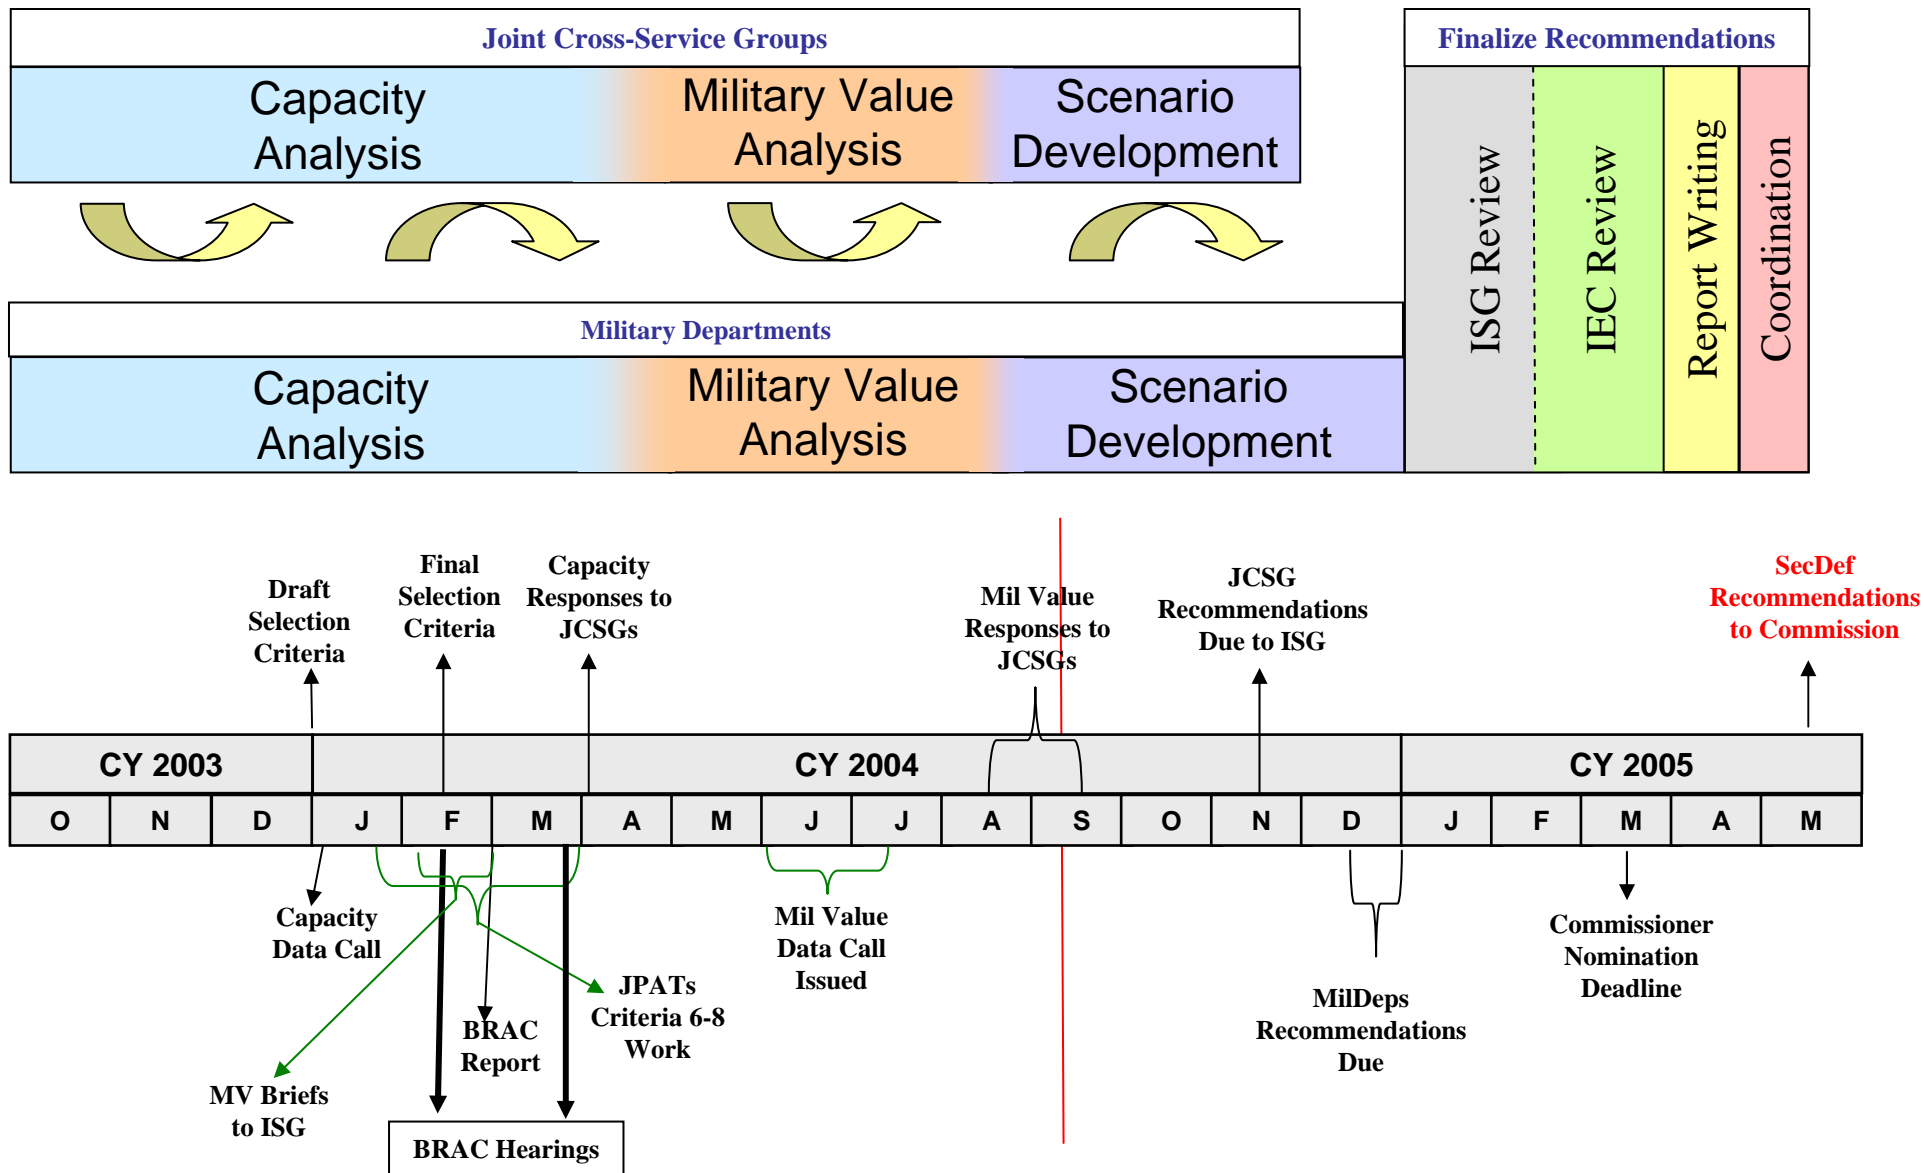 Joint Cross-Service Groups
Finalize Recommendations
Capacity
Analysis
Military Value
Analysis
Scenario
Development
ISG Review
IEC Review
Report Writing
Coordination
Military Departments
Capacity
Analysis
Military Value
Analysis
Scenario
Development
Draft
Selection
Criteria
Final
Selection
Criteria
Capacity
Responses to
JCSGs
Mil Value
Responses to
JCSGs
JCSG
Recommendations
Due to ISG
SecDef
Recommendations
to Commission
CY 2003 CY 2004 CY 2005
O N D J F M A M J J A S O N D J F M A M
Capacity
Data Call
MV Briefs
to ISG
BRAC
Report
BRAC Hearings
JPATs
Criteria 6-8
Work
Mil Value
Data Call
Issued
MilDeps
Recommendations
Due
Commissioner
Nomination
Deadline